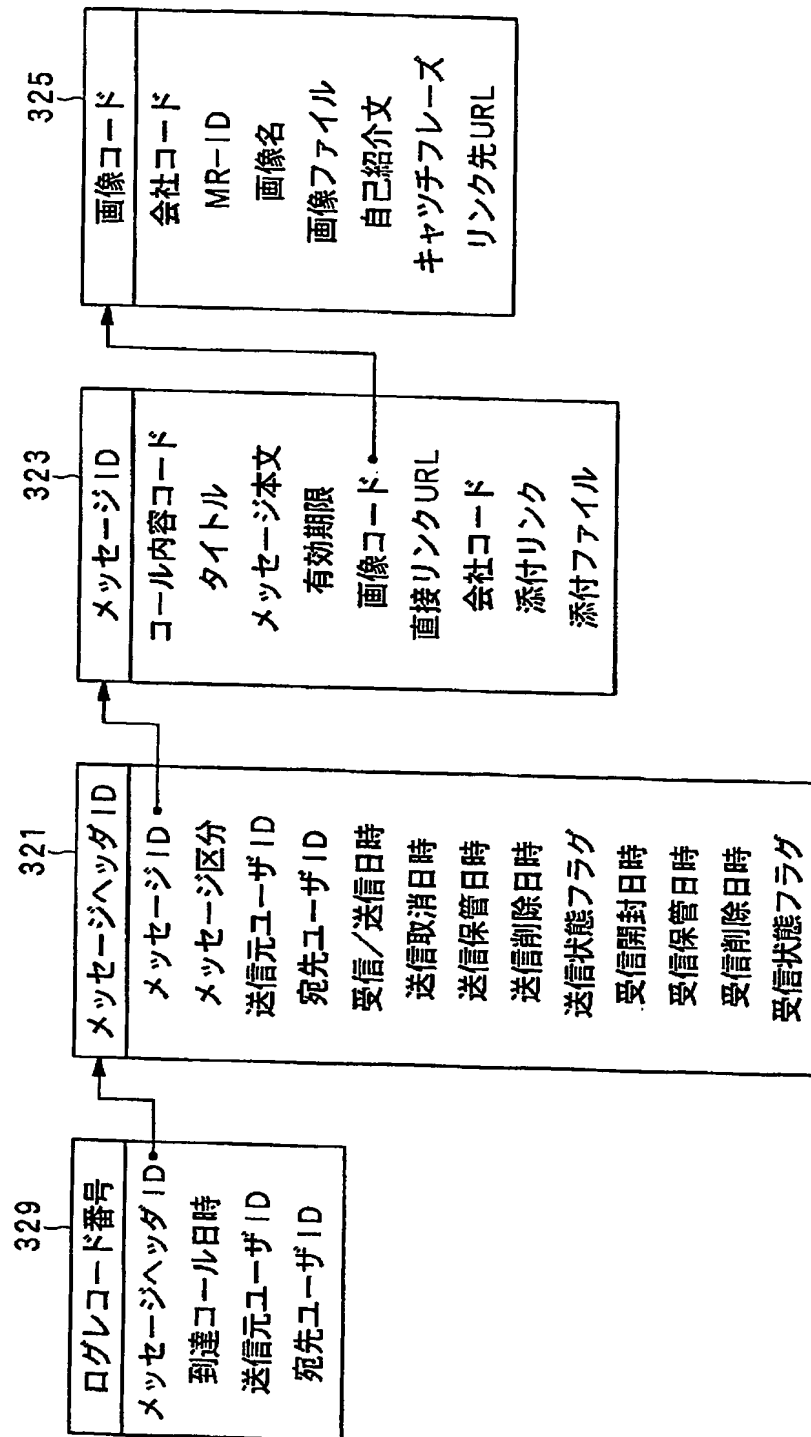 329
ログレコード番号
メッセージヘッダID
到達コール日時
送信元ユーザID
宛先ユーザID
321
メッセージヘッダID
メッセージID
メッセージ区分
送信元ユーザID
宛先ユーザID
受信／送信日時
送信取消日時
送信保管日時
送信削除日時
送信状態フラグ
受信開封日時
受信保管日時
受信削除日時
受信状態フラグ
323
メッセージID
コール内容コード
タイトル
メッセージ本文
有効期限
画像コード
直接リンクURL
会社コード
添付リンク
添付ファイル
325
画像コード
会社コード
MR-ID
画像名
画像ファイル
自己紹介文
キャッチフレーズ
リンク先URL